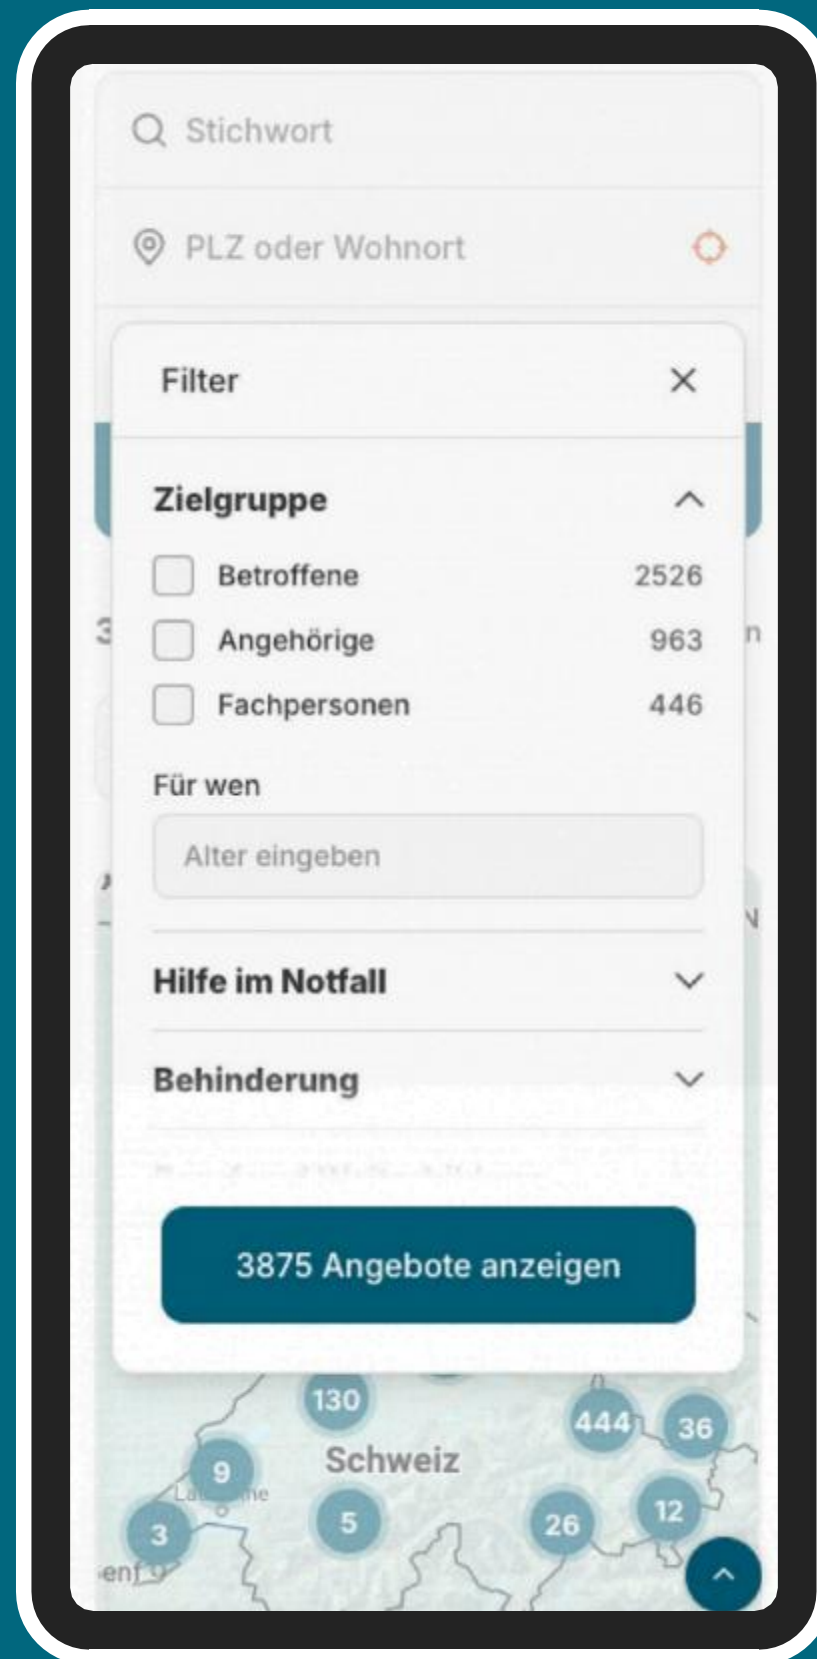 Stichwort
PLZ oder Wohnort
Filter
Zielgruppe
Betroffene 2526
Angehörige 963
Fachpersonen 446
Für wen
Alter eingeben
Hilfe im Notfall
Behinderung
3875 Angebote anzeigen
130
444
36
Schweiz
9
5
26
12
3